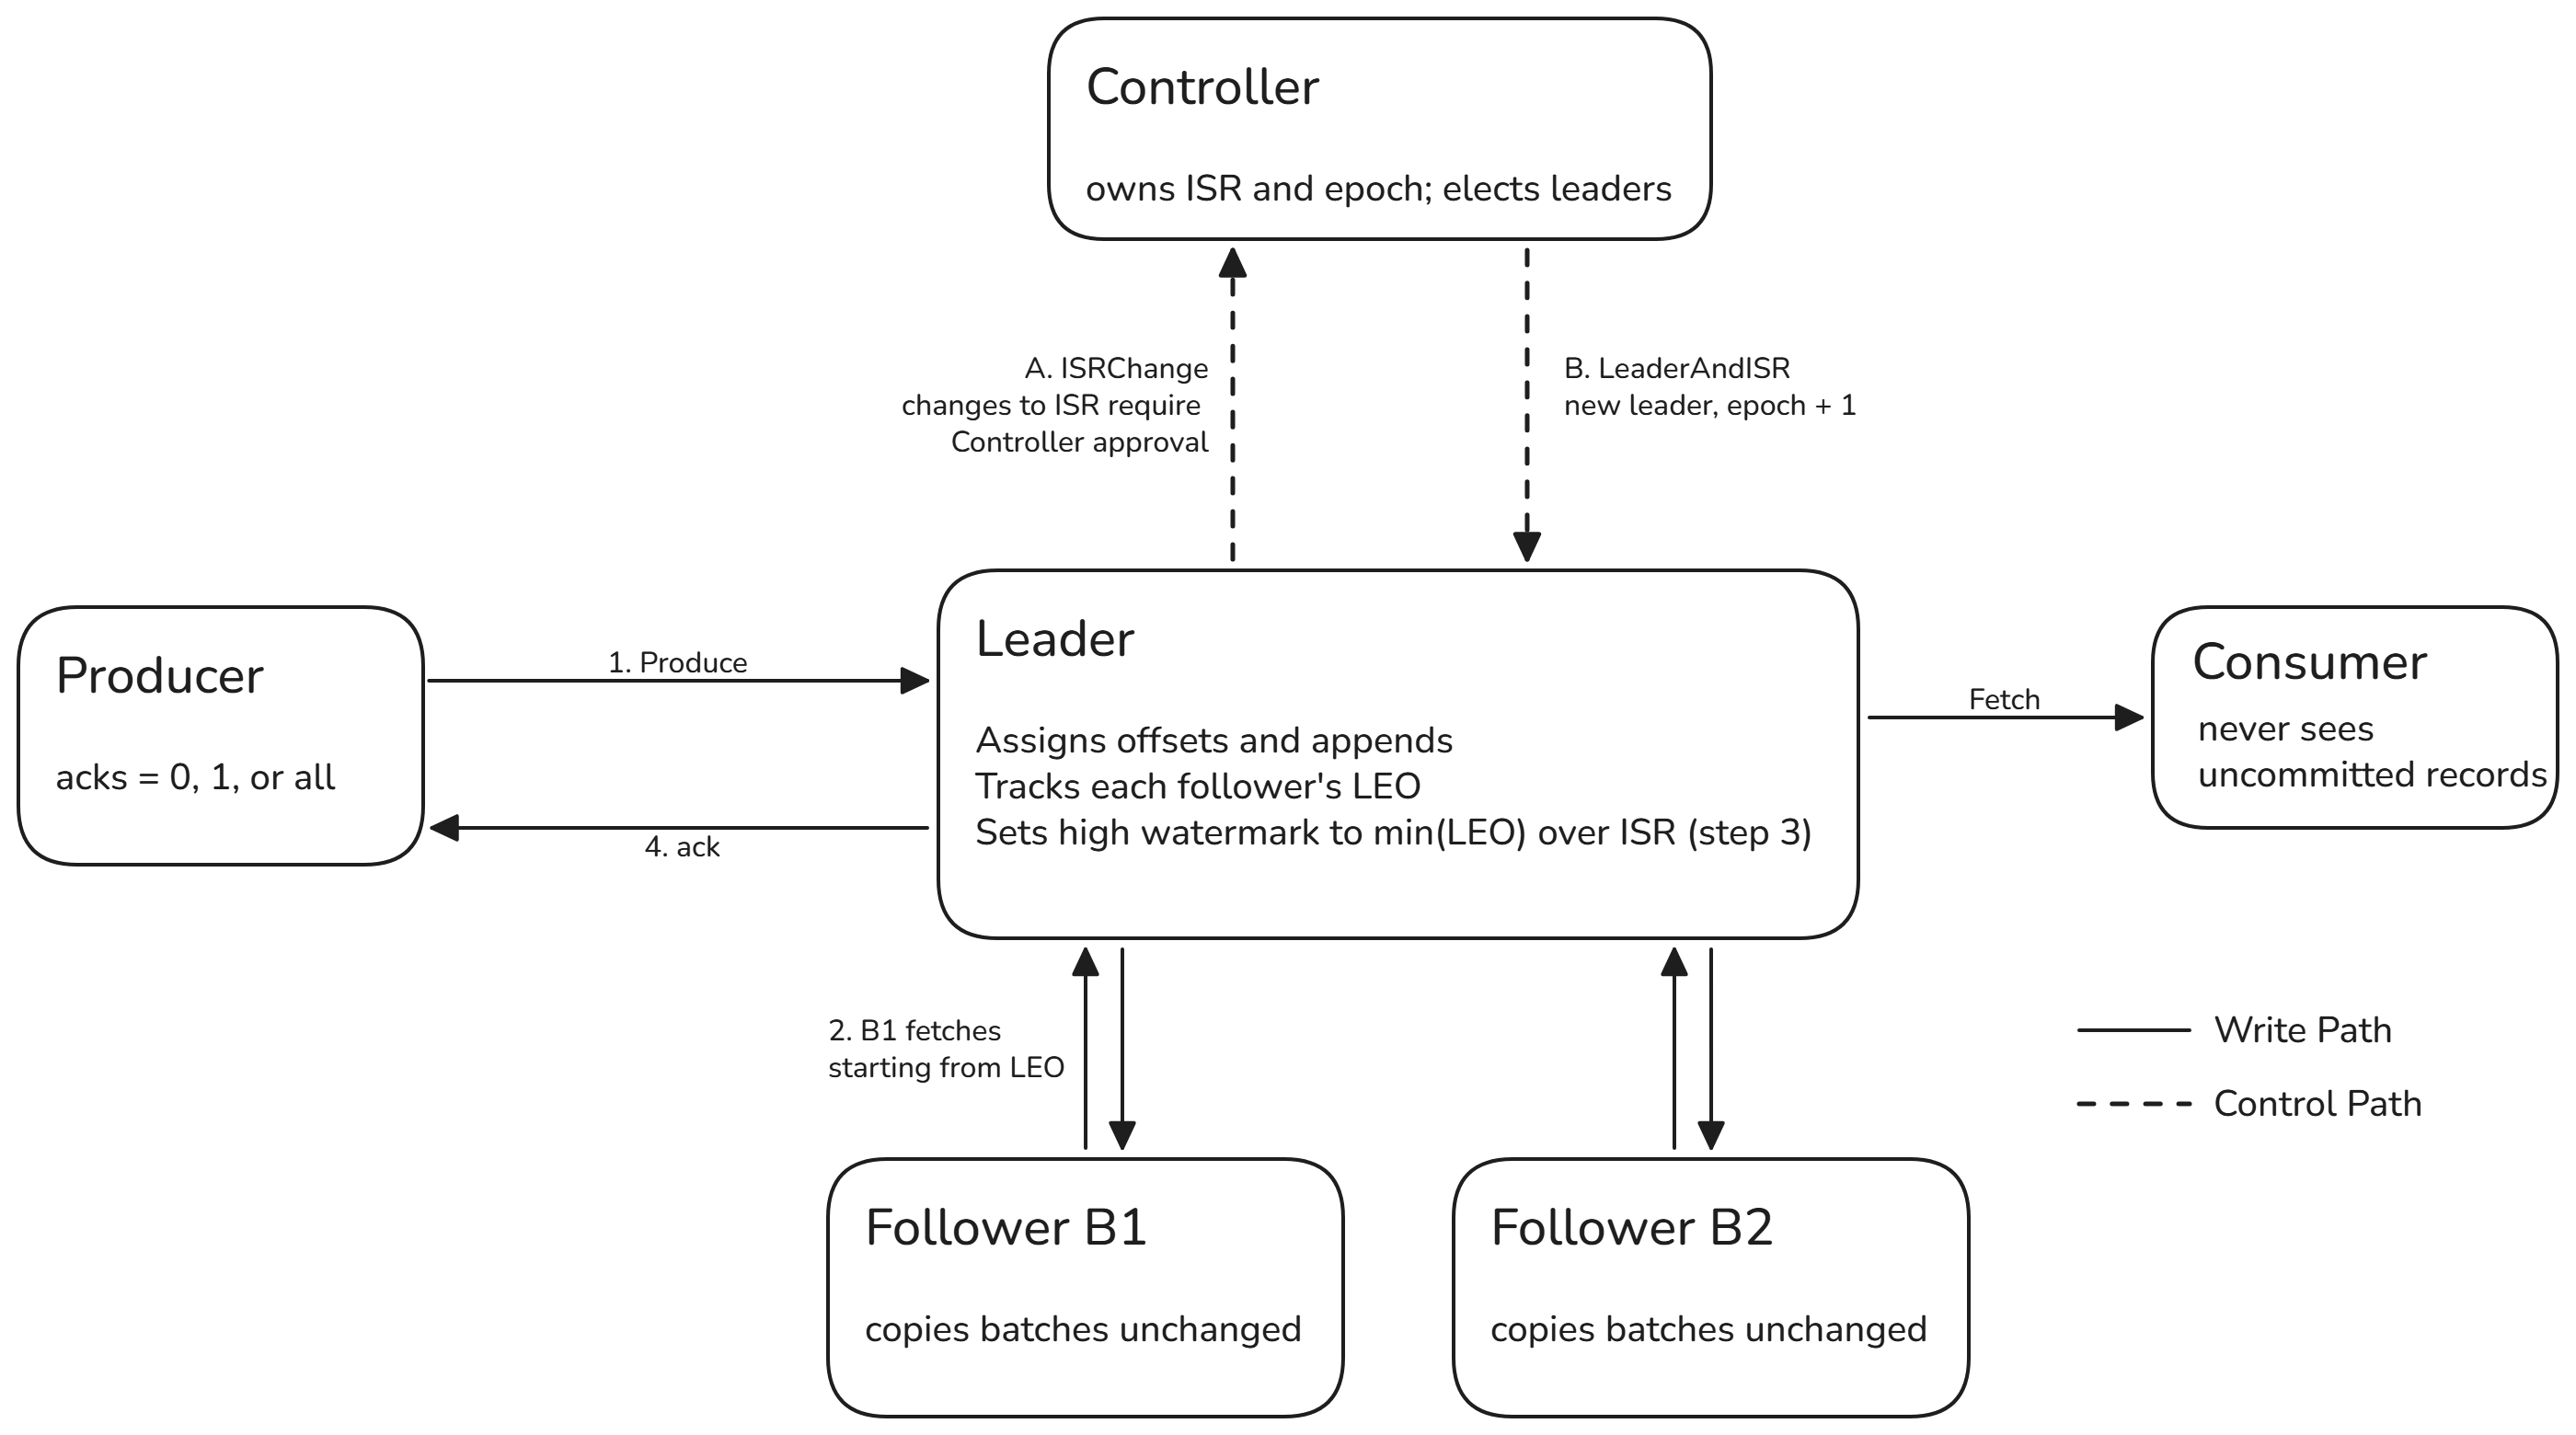 Controller
owns ISR and epoch; elects leaders
A. ISRChange
changes to ISR require
Controller approval
B. LeaderAndISR
new leader, epoch + 1
Producer
acks = 0, 1, or all
1. Produce
4. ack
Leader
Assigns offsets and appends
Tracks each follower's LEO
Sets high watermark to min(LEO) over ISR (step 3)
Fetch
Consumer
never sees
uncommitted records
2. B1 fetches
starting from LEO
Write Path
Control Path
Follower B1
copies batches unchanged
Follower B2
copies batches unchanged